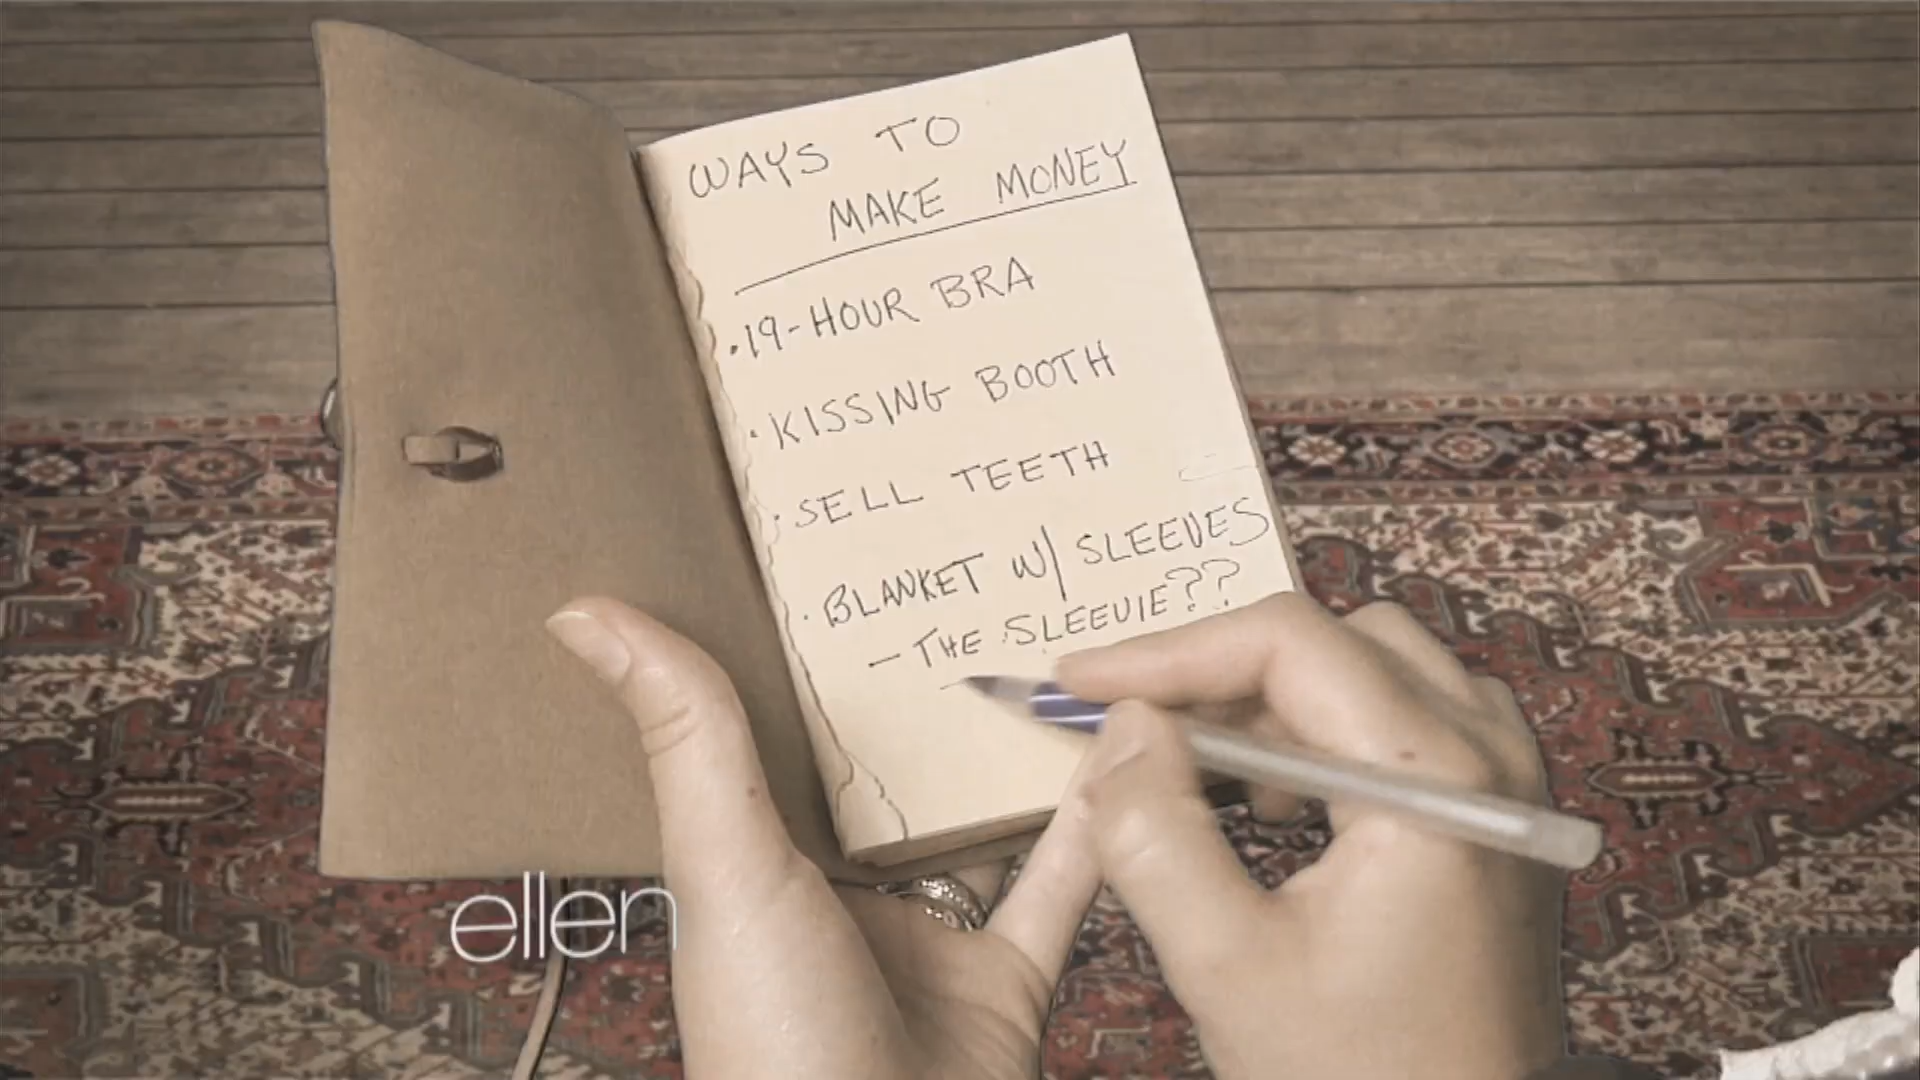 WAYS TO
MAKE MONEY
· 19-HOUR BRA
· KISSING BOOTH
· SELL TEETH
· BLANKET W/ SLEEVES
- THE SLEEVIE??
ellen